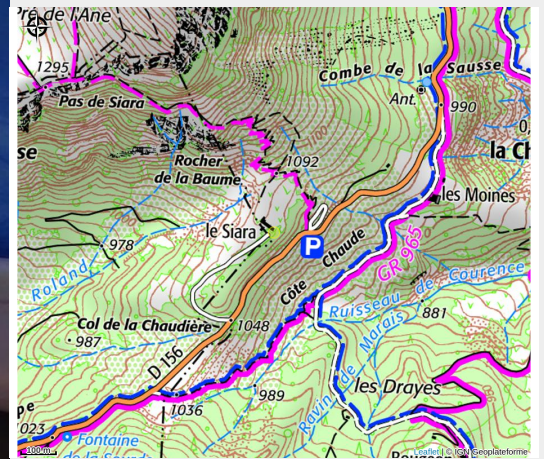 Pré de l'Ane
1295
Combe de la Sausse
Ant.
990
Pas de Siara
se
Rocher
de la Baume
1092
la Ch
les Moines
le Siara
P
978
Côte Chaude
GR 965
Roland
Ruisseau de Courence
Col de la Chaudière
1048
881
987
D 156
Ravin de Marais
les Drayes
989
1036
pe
1023
Fontaine
100 m
Leaflet | © IGN Geoplateforme